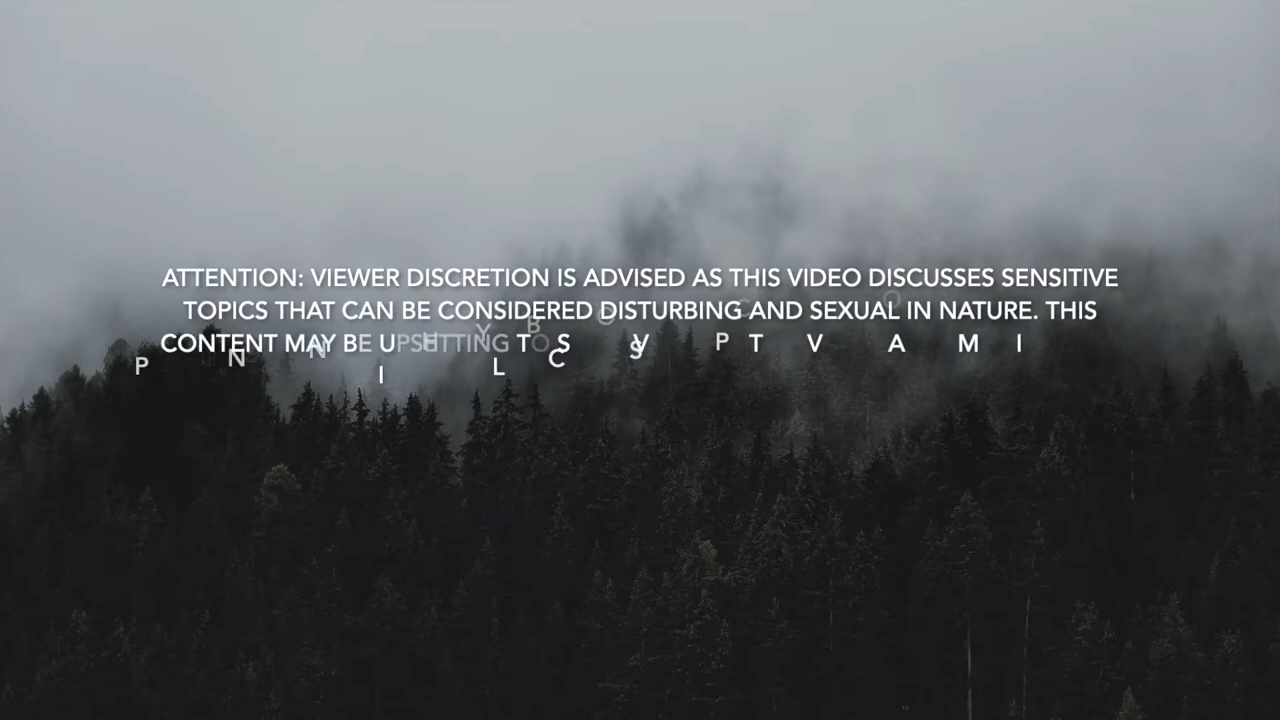 ATTENTION: VIEWER DISCRETION IS ADVISED AS THIS VIDEO DISCUSSES SENSITIVE
TOPICS THAT CAN BE CONSIDERED DISTURBING AND SEXUAL IN NATURE. THIS
CONTENT MAY BE UPSETTING TO